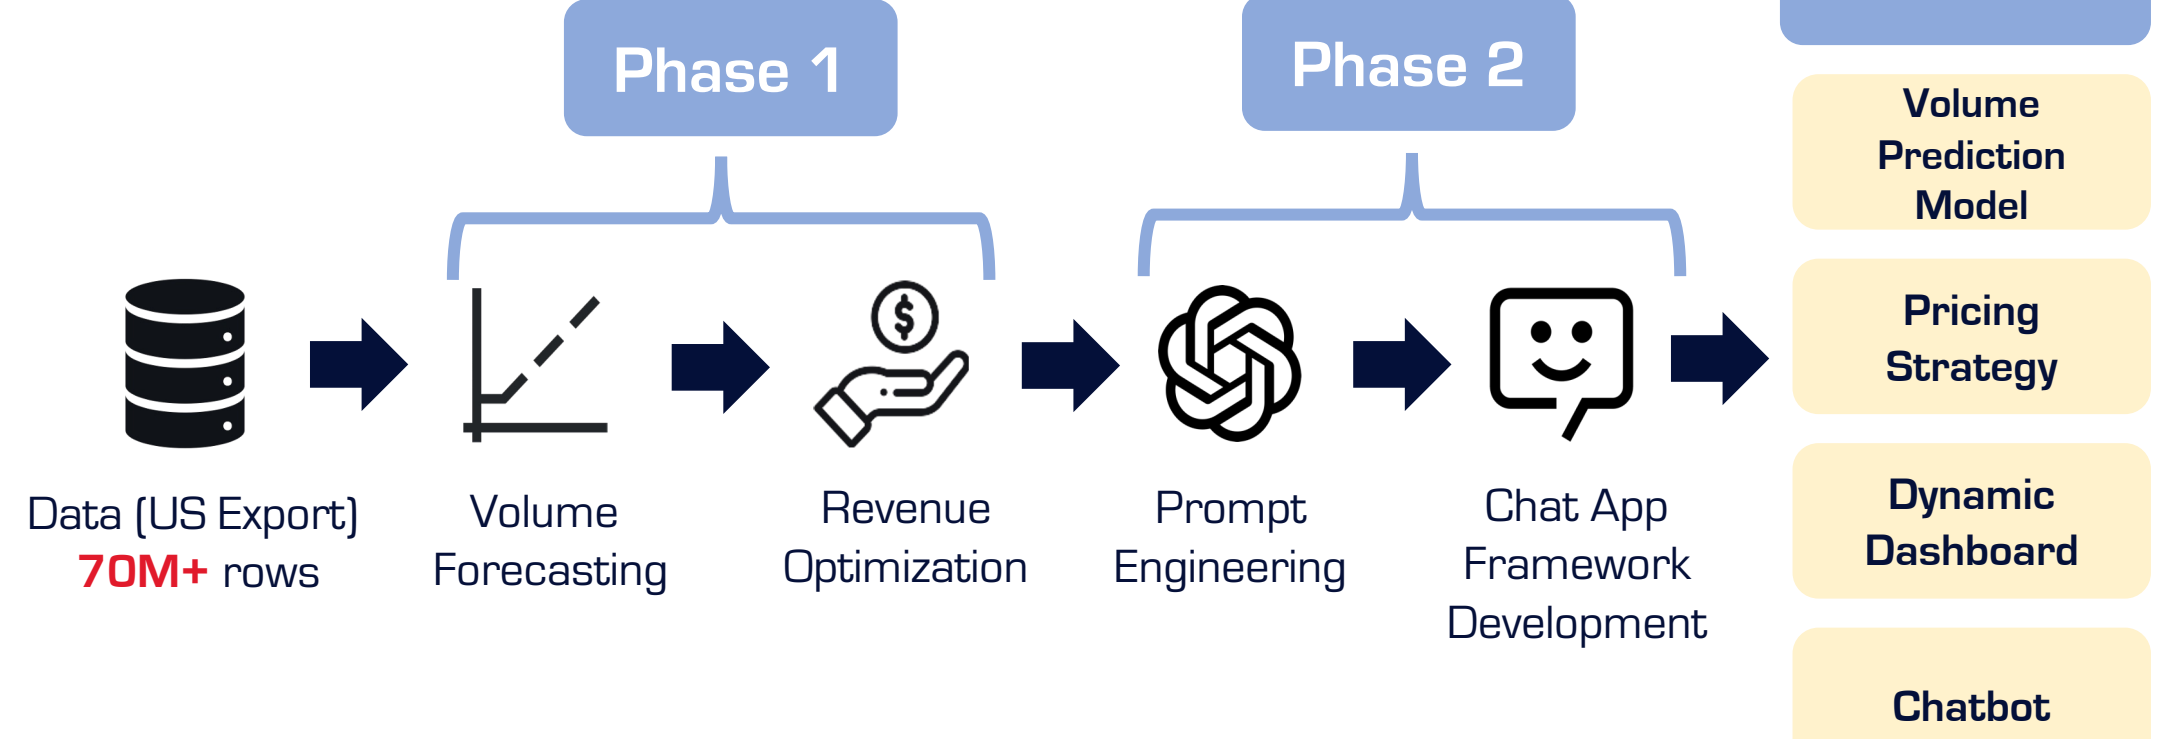 Phase 1
Phase 2
Data (US Export)
70M+ rows
Volume
Forecasting
Revenue
Optimization
Prompt
Engineering
Chat App
Framework
Development
Volume
Prediction
Model
Pricing
Strategy
Dynamic
Dashboard
Chatbot